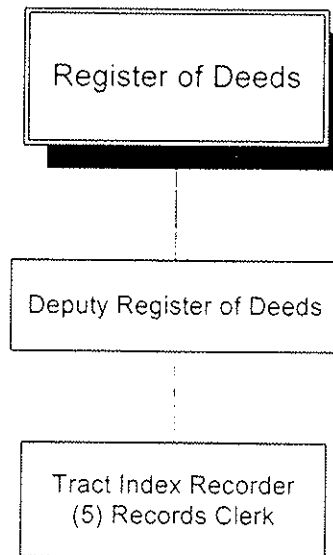 Register of Deeds
Deputy Register of Deeds
Tract Index Recorder
(5) Records Clerk